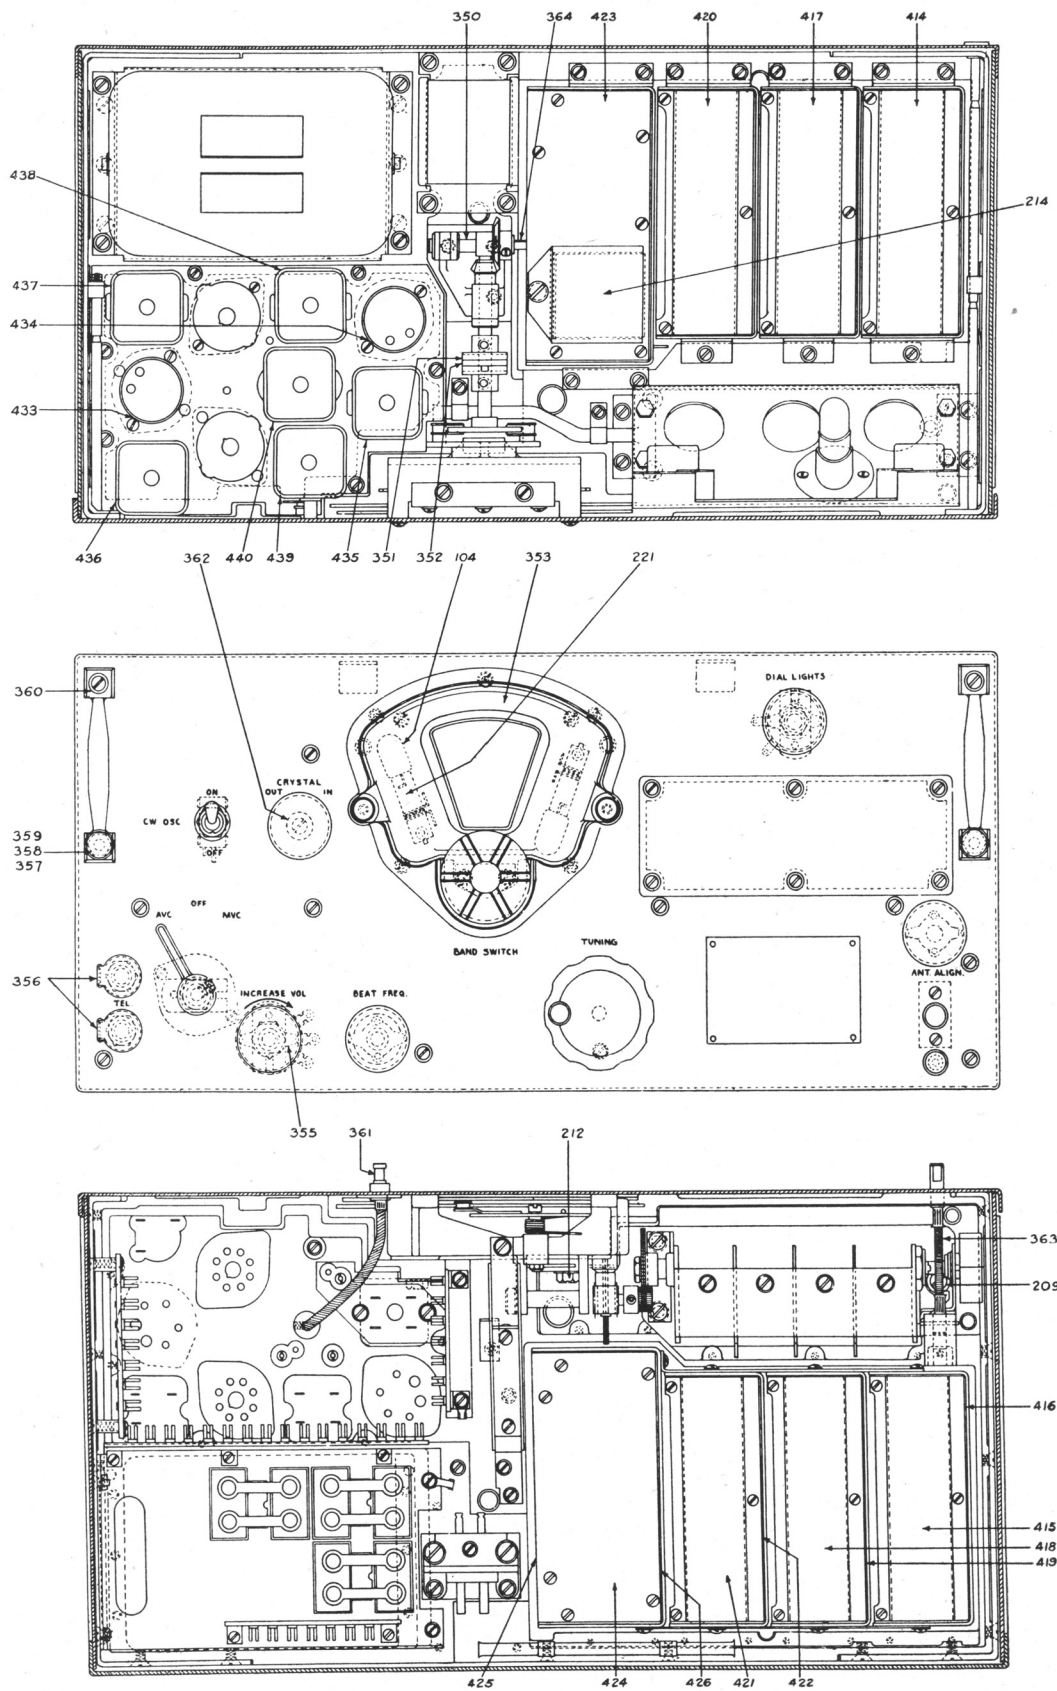 350 364 423 420 417 414
438
214
437
434
433
436 362 440 439 435 351 352 104 353 221
360
DIAL LIGHTS
CRYSTAL
OUT IN
ON
CW OSC
OFF
359
358
357
OFF
AVC MVC
BAND SWITCH
TUNING
ANT. ALIGN.
356
TEL
INCREASE VOL
BEAT FREQ.
355 361 212
363
209
416
415
418
419
425 424 426 421 422